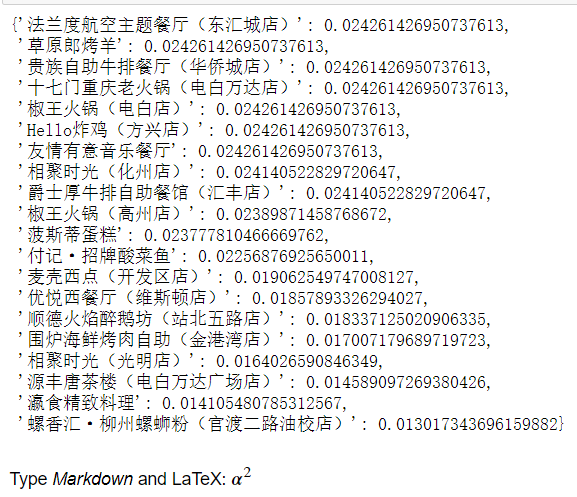 {'法兰度航空主题餐厅（东汇城店）': 0.024261426950737613,
'草原郎烤羊': 0.024261426950737613,
'贵族自助牛排餐厅（华侨城店）': 0.024261426950737613,
'十七门重庆老火锅（电白万达店）': 0.024261426950737613,
'椒王火锅（电白店）': 0.024261426950737613,
'Hello炸鸡（方兴店）': 0.024261426950737613,
'友情有意音乐餐厅': 0.024261426950737613,
'相聚时光（化州店）': 0.024140522829720647,
'爵士厚牛排自助餐馆（汇丰店）': 0.024140522829720647,
'椒王火锅（高州店）': 0.02389871458768672,
'菠斯蒂蛋糕': 0.023777810466669762,
'付记·招牌酸菜鱼': 0.02256876925650011,
'麦壳西点（开发区店）': 0.019062549747008127,
'优悦西餐厅（维斯顿店）': 0.01857893326294027,
'顺德火焰醉鹅坊（站北五路店）': 0.018337125020906335,
'围炉海鲜烤肉自助（金港湾店）': 0.017007179689719723,
'相聚时光（光明店）': 0.0164026590846349,
'源丰唐茶楼（电白万达广场店）': 0.014589097269380426,
'瀛食精致料理': 0.014105480785312567,
'螺香汇·柳州螺蛳粉（官渡二路油校店）': 0.013017343696159882}
Type Markdown and LaTeX: α²